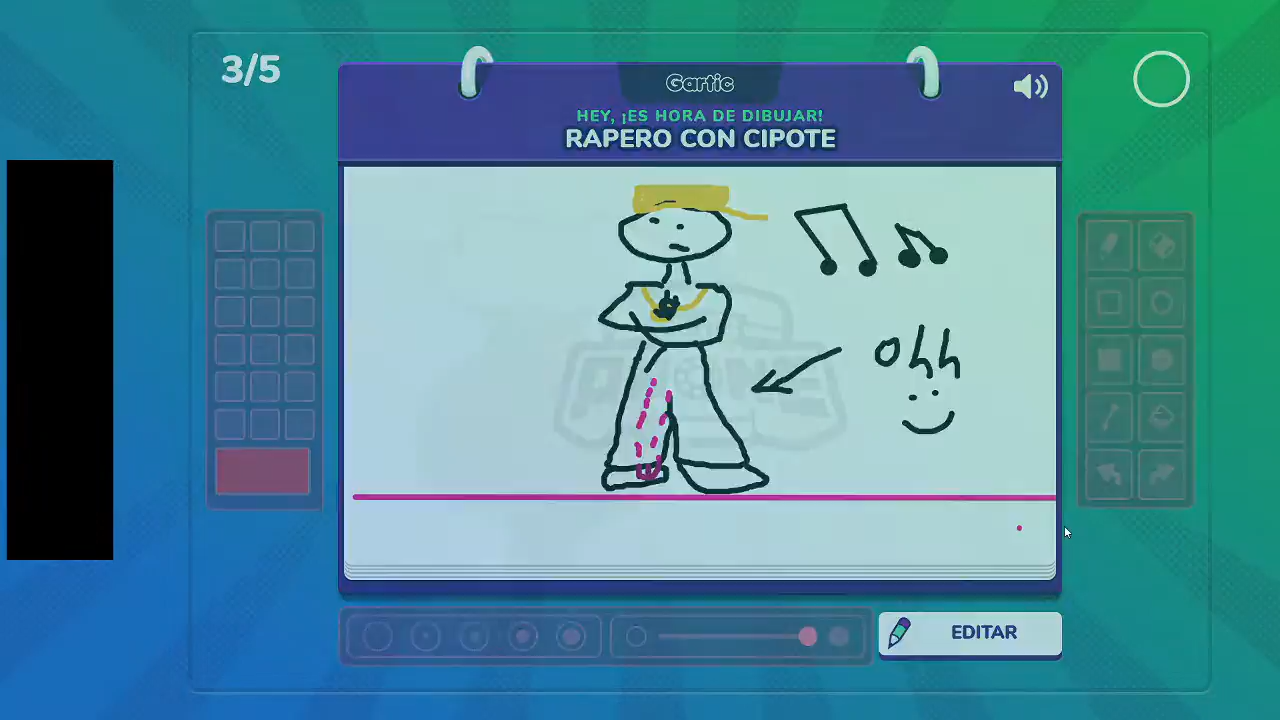 3/5
Gartic
HEY, ¡ES HORA DE DIBUJAR!
RAPERO CON CIPOTE
ohh
EDITAR